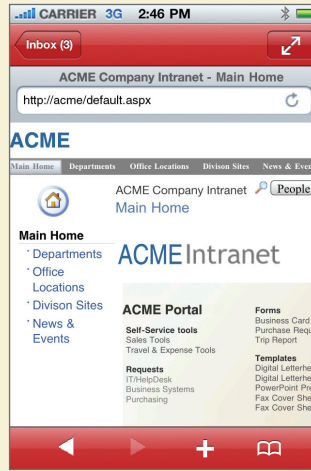 CARRIER 3G 2:46 PM
Inbox (3)
ACME Company Intranet - Main Home
http://acme/default.aspx
ACME
Main Home Departments Office Locations Divison Sites News & Even
ACME Company Intranet People
Main Home
Main Home
Departments
Office
Locations
Divison Sites
News &
Events
ACME Intranet
ACME Portal
Self-Service tools
Sales Tools
Travel & Expense Tools
Requests
IT/HelpDesk
Business Systems
Purchasing
Forms
Business Card
Purchase Requ
Trip Report
Templates
Digital Letterhe
Digital Letterhe
PowerPoint Pre
Fax Cover She
Fax Cover She